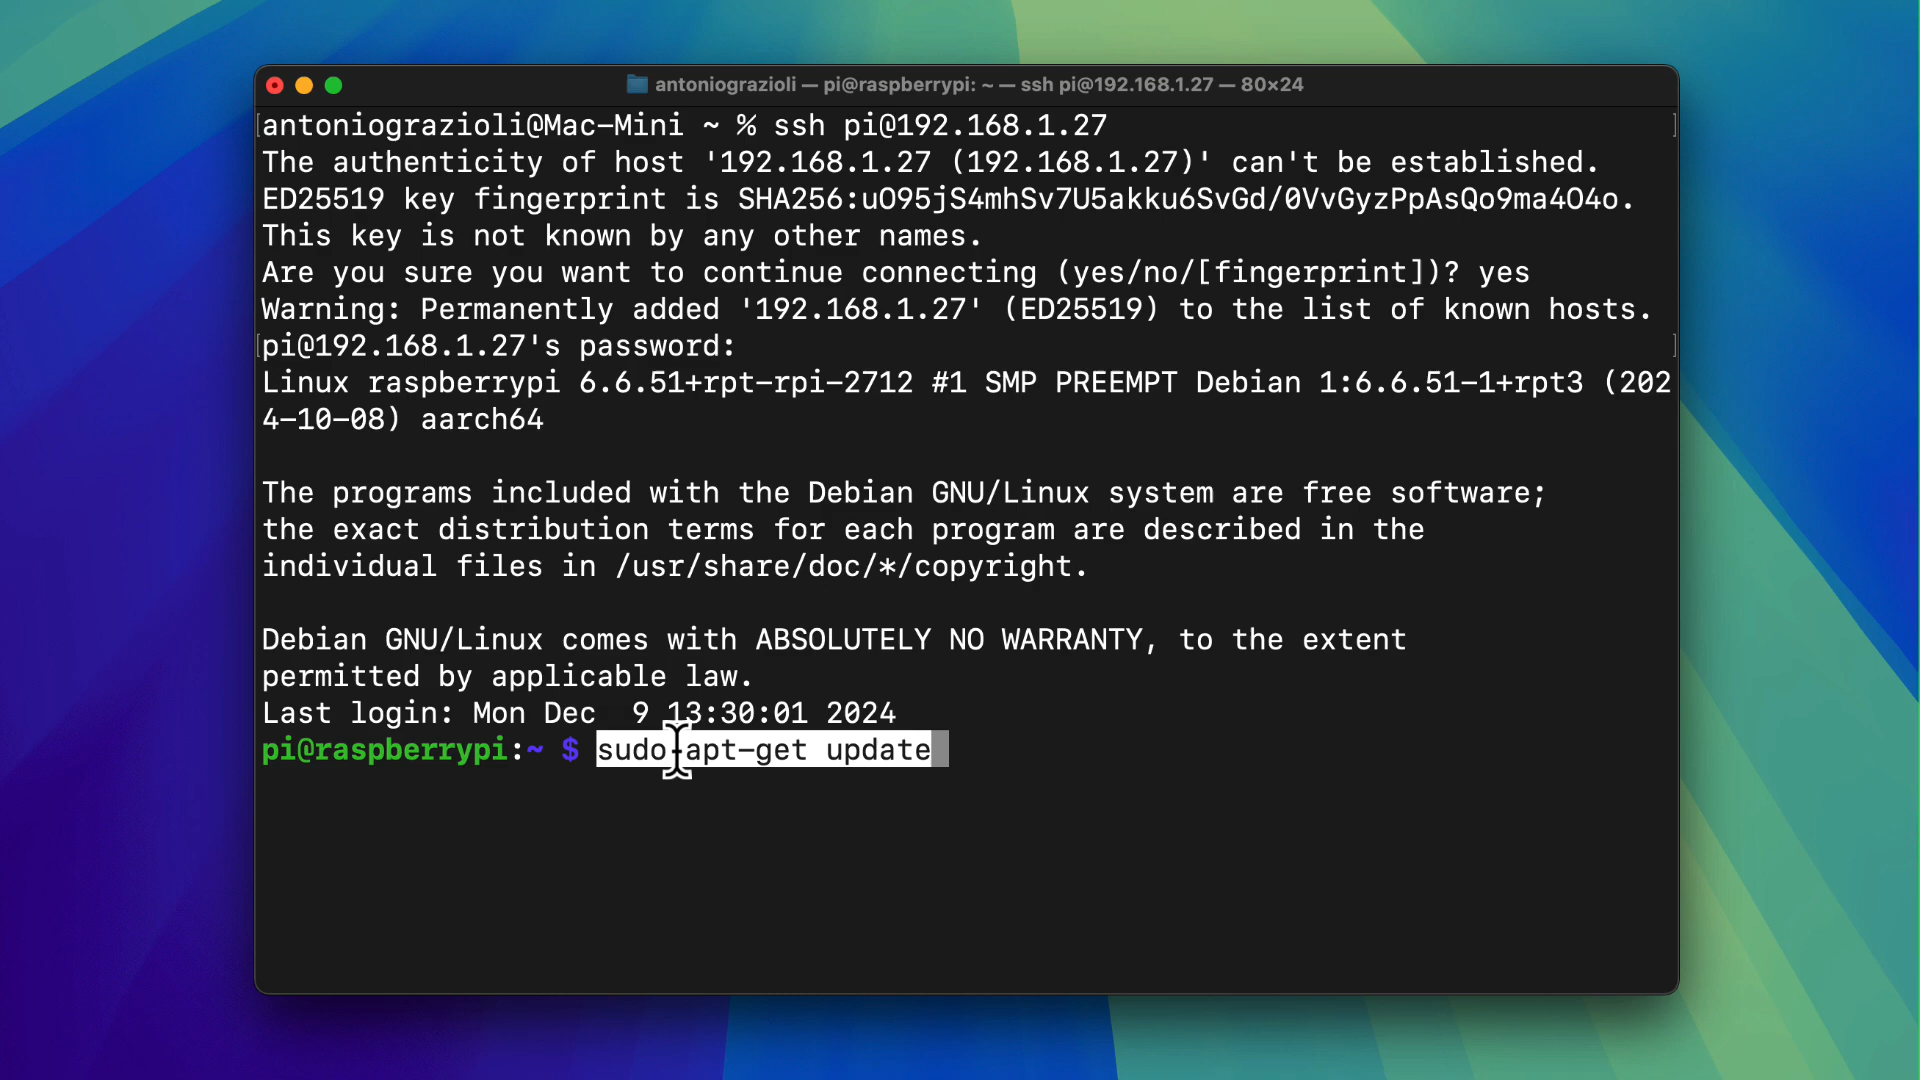 antoniograzioli — pi@raspberrypi: ~ — ssh pi@192.168.1.27 — 80×24
[antoniograzioli@Mac-Mini ~ % ssh pi@192.168.1.27 ]
The authenticity of host '192.168.1.27 (192.168.1.27)' can't be established.
ED25519 key fingerprint is SHA256:uO95jS4mhSv7U5akku6SvGd/0VvGyzPpAsQo9ma4O4o.
This key is not known by any other names.
Are you sure you want to continue connecting (yes/no/[fingerprint])? yes
Warning: Permanently added '192.168.1.27' (ED25519) to the list of known hosts.
[pi@192.168.1.27's password: ]
Linux raspberrypi 6.6.51+rpt-rpi-2712 #1 SMP PREEMPT Debian 1:6.6.51-1+rpt3 (202
4-10-08) aarch64
The programs included with the Debian GNU/Linux system are free software;
the exact distribution terms for each program are described in the
individual files in /usr/share/doc/*/copyright.
Debian GNU/Linux comes with ABSOLUTELY NO WARRANTY, to the extent
permitted by applicable law.
Last login: Mon Dec  9 13:30:01 2024
pi@raspberrypi:~ $ sudo apt-get update